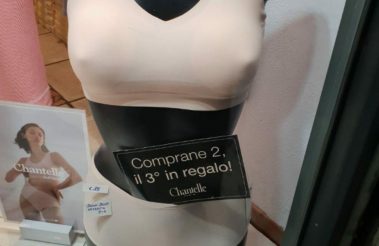 Chantelle
Comprane 2,
il 3° in regalo!
Chantelle